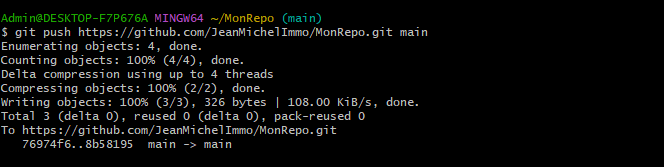 Admin@DESKTOP-F7P676A MINGW64 ~/MonRepo (main)
$ git push https://github.com/JeanMichelImmo/MonRepo.git main
Enumerating objects: 4, done.
Counting objects: 100% (4/4), done.
Delta compression using up to 4 threads
Compressing objects: 100% (2/2), done.
Writing objects: 100% (3/3), 326 bytes | 108.00 KiB/s, done.
Total 3 (delta 0), reused 0 (delta 0), pack-reused 0
To https://github.com/JeanMichelImmo/MonRepo.git
   76974f6..8b58195  main -> main